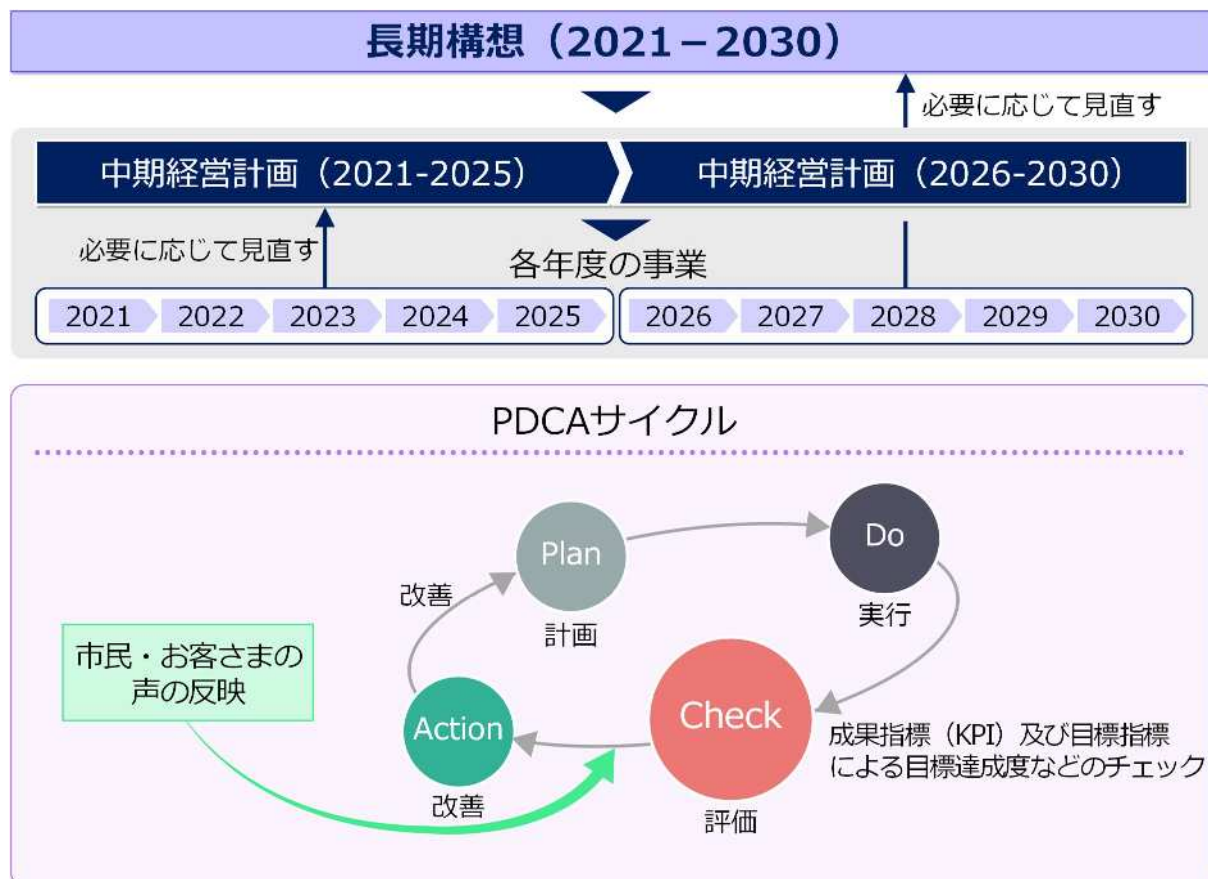 長期構想（2021－2030）
必要に応じて見直す
中期経営計画（2021-2025）
中期経営計画（2026-2030）
必要に応じて見直す
各年度の事業
2021 2022 2023 2024 2025 2026 2027 2028 2029 2030
PDCAサイクル
Plan
計画
Do
実行
改善
市民・お客さまの
声の反映
Action
改善
Check
評価
成果指標（KPI）及び目標指標
による目標達成度などのチェック